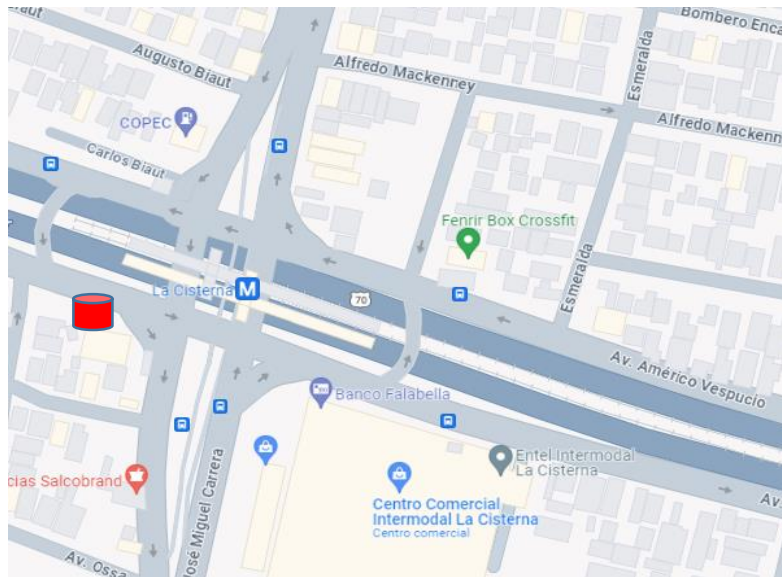 Bombero Enca
Augusto Biaut
Alfredo Mackenney
Esmeralda
COPEC
Alfredo Mackenn
Carlos Biaut
Fenrir Box Crossfit
Esmeralda
La Cisterna
M
70
Av. Américo Vespucio
Banco Falabella
Entel Intermodal
La Cisterna
cias Salcobrand
José Miguel Carrera
Centro Comercial
Intermodal La Cisterna
Centro comercial
Av.
Av. Ossa